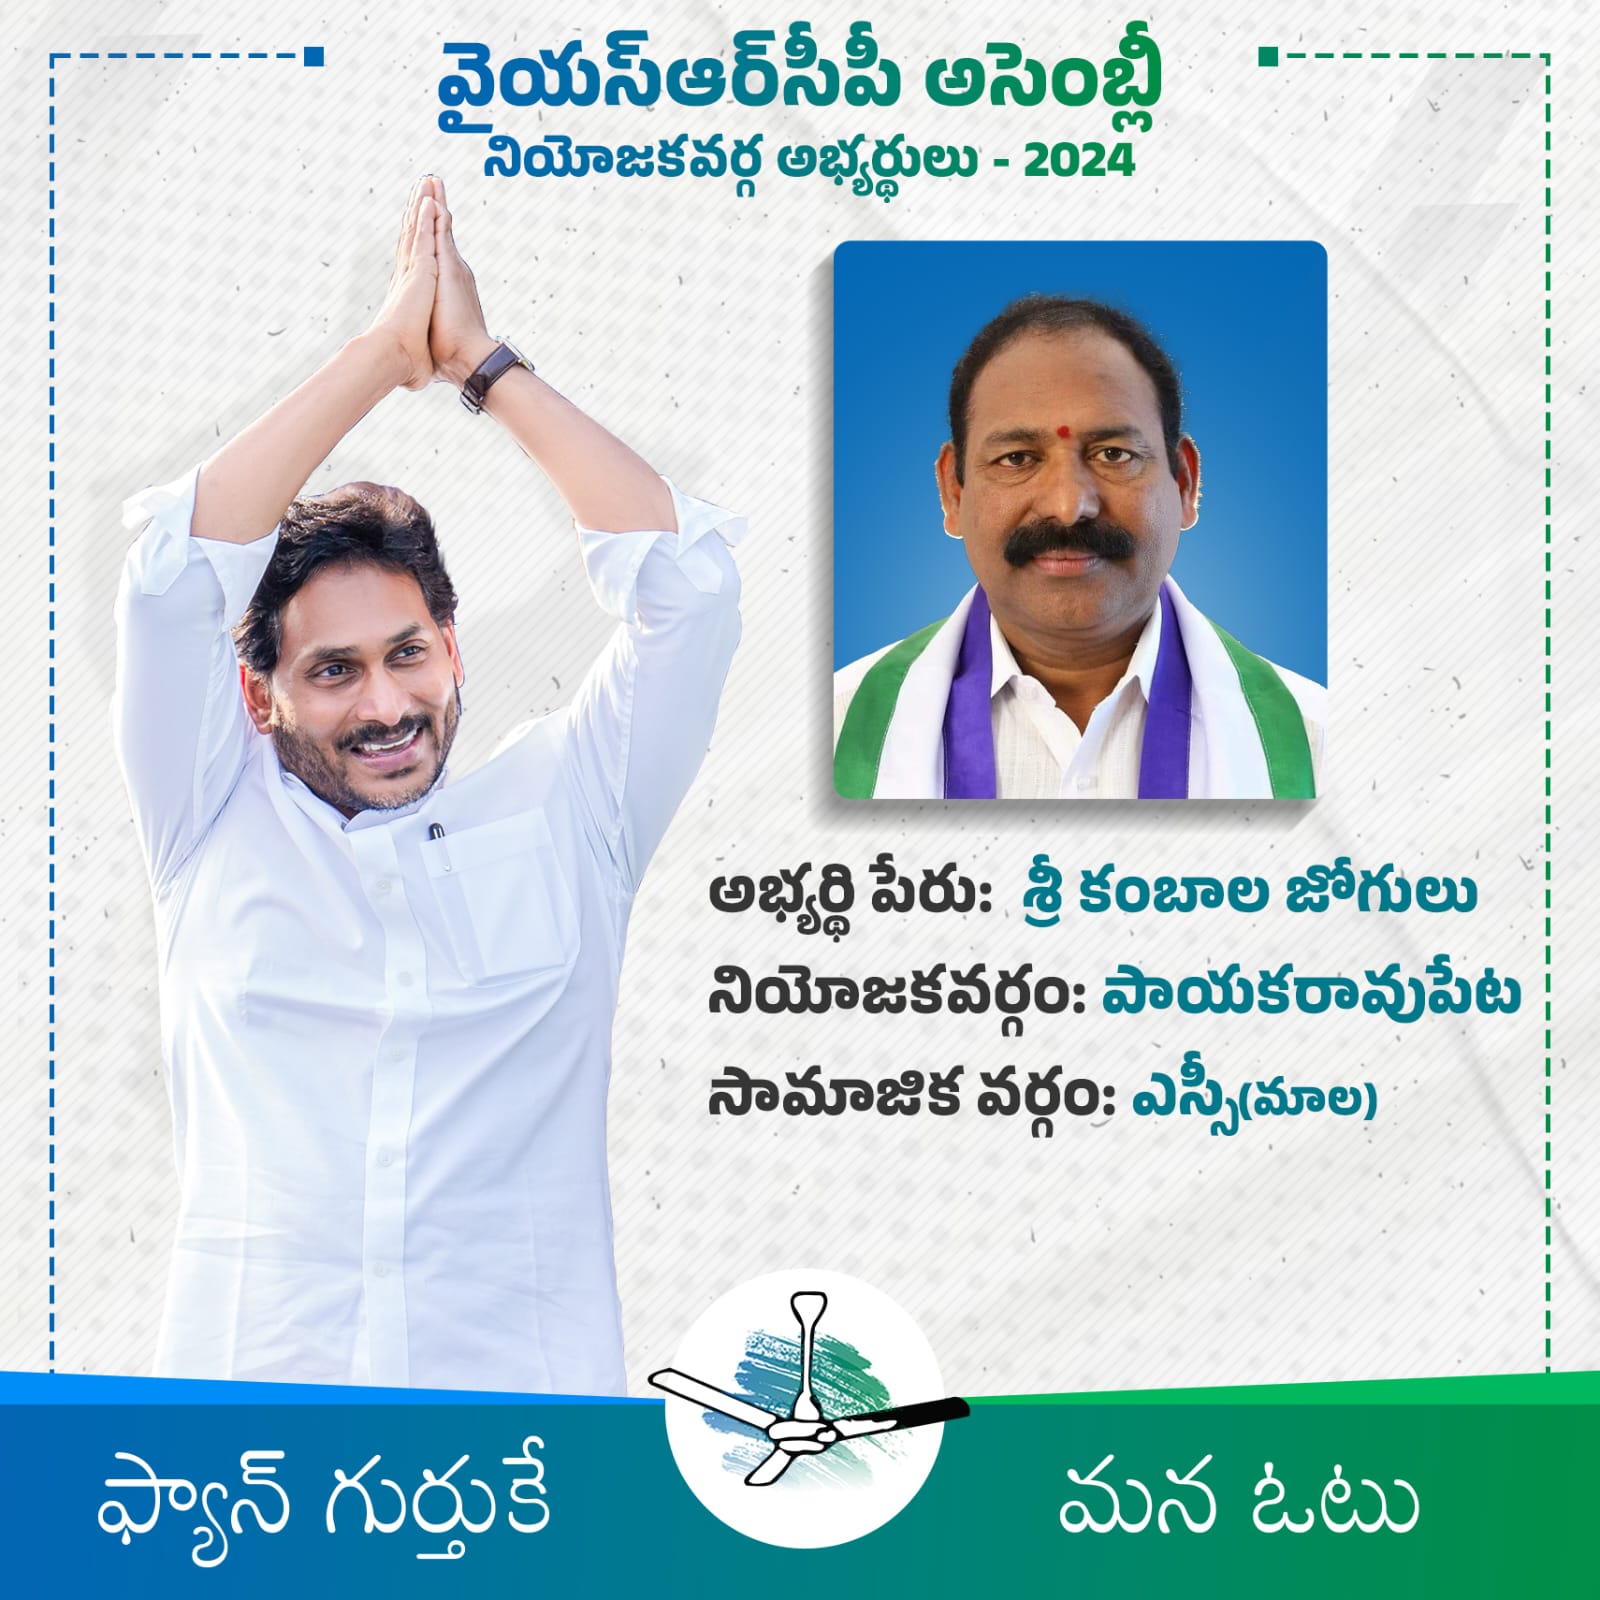 వైయస్ఆర్‌సీపీ అసెంబ్లీ
నియోజకవర్గ అభ్యర్థులు - 2024
అభ్యర్థి పేరు: శ్రీ కంబాల జోగులు
నియోజకవర్గం: పాయకరావుపేట
సామాజిక వర్గం: ఎస్సీ(మాల)
ఫ్యాన్ గుర్తుకే మన ఓటు